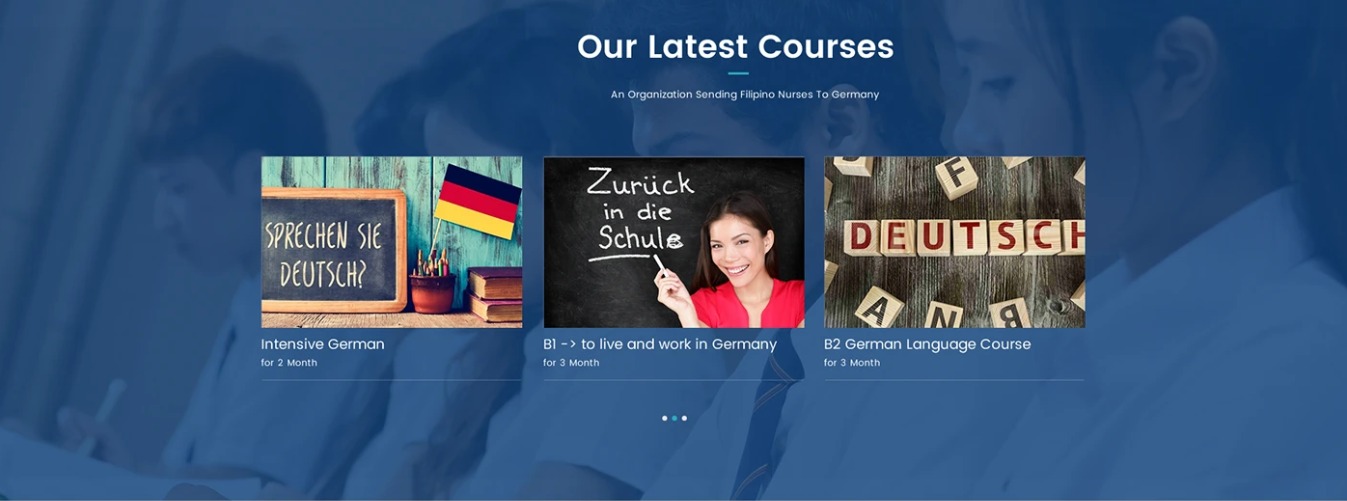 Our Latest Courses
An Organization Sending Filipino Nurses To Germany
SPRECHEN SIE
DEUTSCH?
Zurück
in die
Schule
F
DEUTSCH
A N R
Intensive German
for 2 Month
B1 -> to live and work in Germany
for 3 Month
B2 German Language Course
for 3 Month